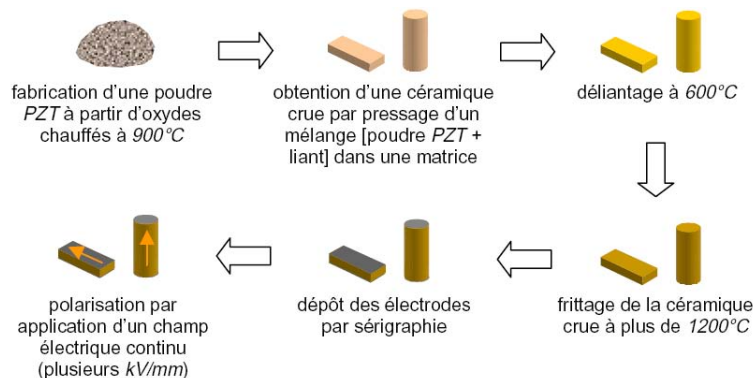 fabrication d'une poudre
PZT à partir d'oxydes
chauffés à 900°C
obtention d'une céramique
crue par pressage d'un
mélange [poudre PZT +
liant] dans une matrice
déliantage à 600°C
frittage de la céramique
crue à plus de 1200°C
dépôt des électrodes
par sérigraphie
polarisation par
application d'un champ
électrique continu
(plusieurs kV/mm)